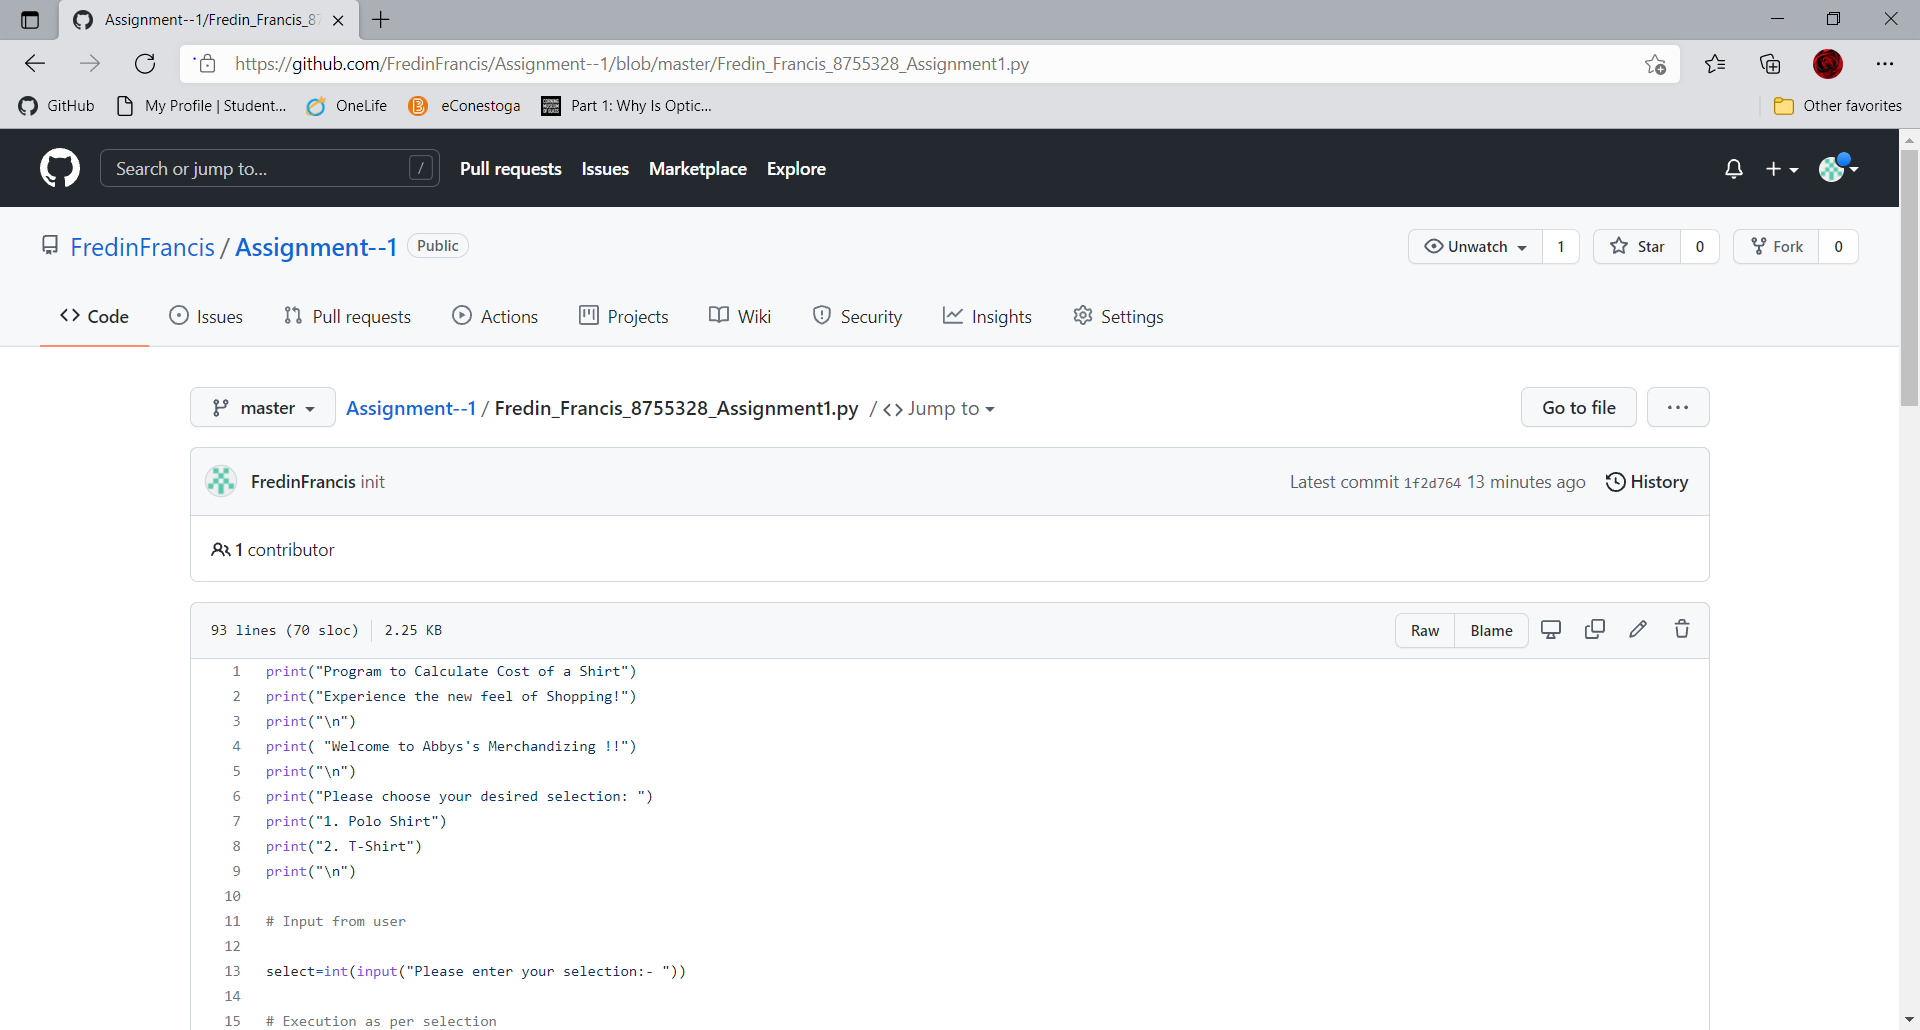 Assignment--1/Fredin_Francis_87
https://github.com/FredinFrancis/Assignment--1/blob/master/Fredin_Francis_8755328_Assignment1.py
GitHub My Profile | Student... OneLife eConestoga Part 1: Why Is Optic... Other favorites
Search or jump to... / Pull requests Issues Marketplace Explore
FredinFrancis / Assignment--1 Public Unwatch 1 Star 0 Fork 0
Code Issues Pull requests Actions Projects Wiki Security Insights Settings
master Assignment--1 / Fredin_Francis_8755328_Assignment1.py / <> Jump to Go to file ...
FredinFrancis init Latest commit 1f2d764 13 minutes ago History
1 contributor
93 lines (70 sloc) 2.25 KB Raw Blame
1 print("Program to Calculate Cost of a Shirt")
2 print("Experience the new feel of Shopping!")
3 print("\n")
4 print( "Welcome to Abbys's Merchandizing !!")
5 print("\n")
6 print("Please choose your desired selection: ")
7 print("1. Polo Shirt")
8 print("2. T-Shirt")
9 print("\n")
10
11 # Input from user
12
13 select=int(input("Please enter your selection:- "))
14
15 # Execution as per selection